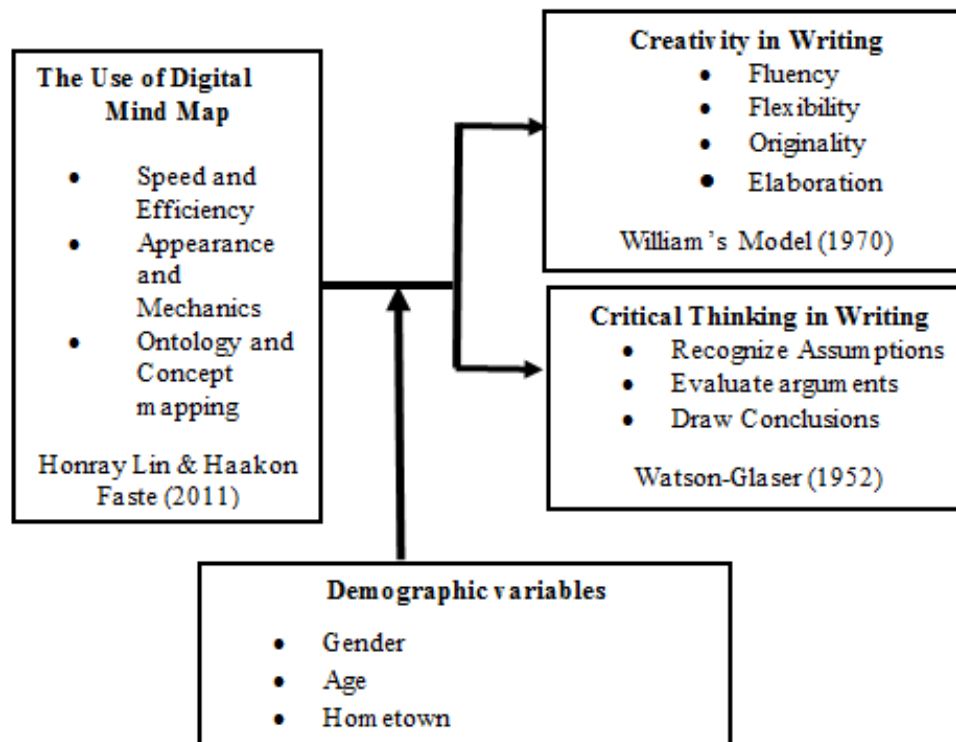 The Use of Digital
Mind Map
• Speed and
Efficiency
• Appearance
and
Mechanics
• Ontology and
Concept
mapping
Honray Lin & Haakon
Faste (2011)
Creativity in Writing
• Fluency
• Flexibility
• Originality
• Elaboration
William's Model (1970)
Critical Thinking in Writing
• Recognize Assumptions
• Evaluate arguments
• Draw Conclusions
Watson-Glaser (1952)
Demographic variables
• Gender
• Age
• Hometown